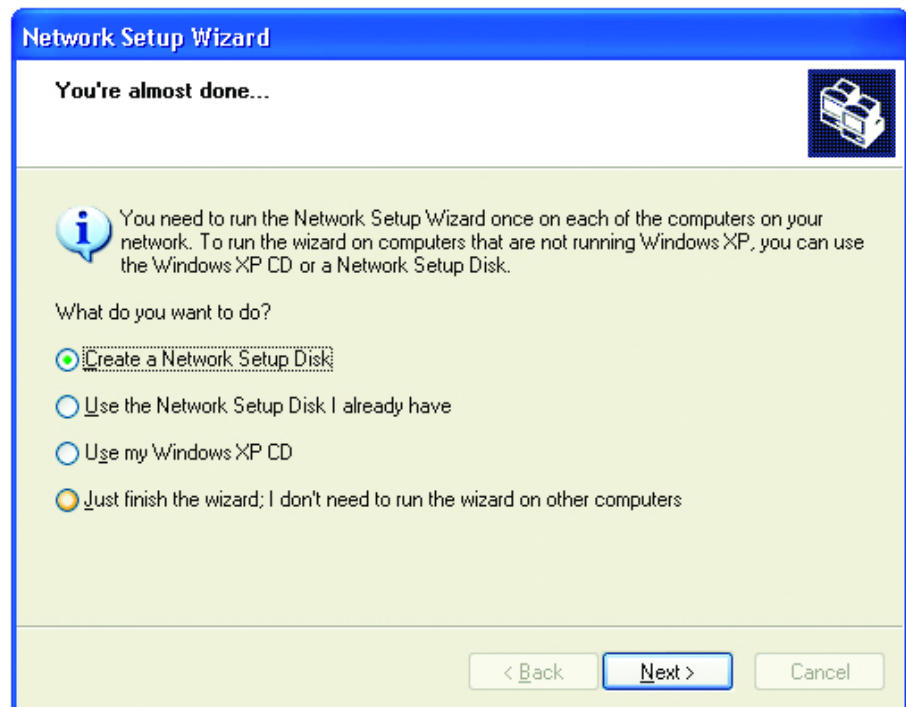 Network Setup Wizard
You're almost done...
You need to run the Network Setup Wizard once on each of the computers on your
network. To run the wizard on computers that are not running Windows XP, you can use
the Windows XP CD or a Network Setup Disk.
What do you want to do?
Create a Network Setup Disk
Use the Network Setup Disk I already have
Use my Windows XP CD
Just finish the wizard; I don't need to run the wizard on other computers
< Back
Next >
Cancel